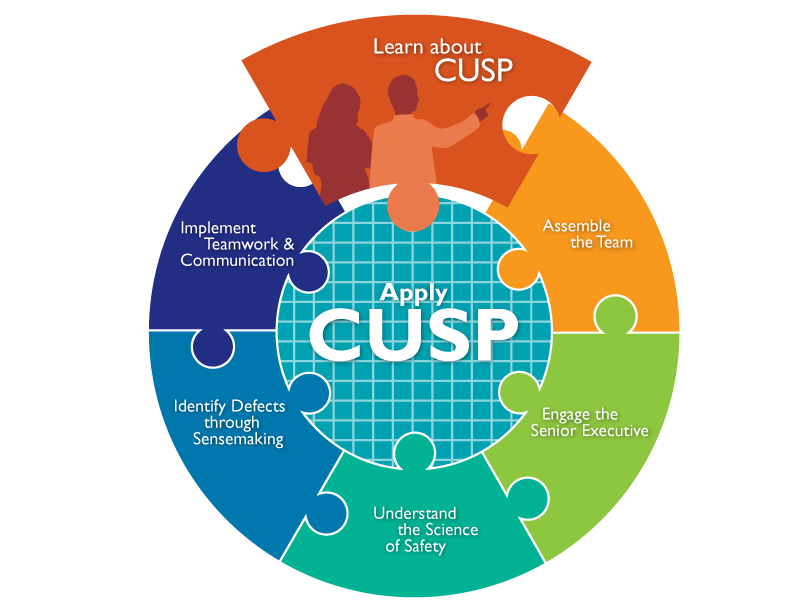 Learn about
CUSP
Assemble
the Team
Engage the
Senior Executive
Understand
the Science
of Safety
Identify Defects
through
Sensemaking
Implement
Teamwork &
Communication
Apply
CUSP